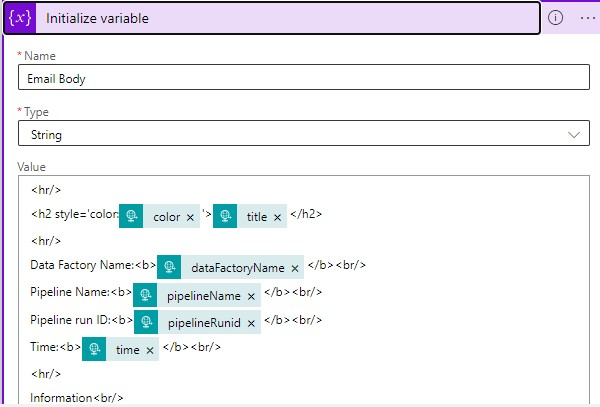 {x} Initialize variable
* Name
Email Body
* Type
String
Value
<hr/>
<h2 style='color: color × '> title × </h2>
<hr/>
Data Factory Name:<b> dataFactoryName × </b><br/>
Pipeline Name:<b> pipelineName × </b><br/>
Pipeline run ID:<b> pipelineRunid × </b><br/>
Time:<b> time × </b><br/>
<hr/>
Information<br/>